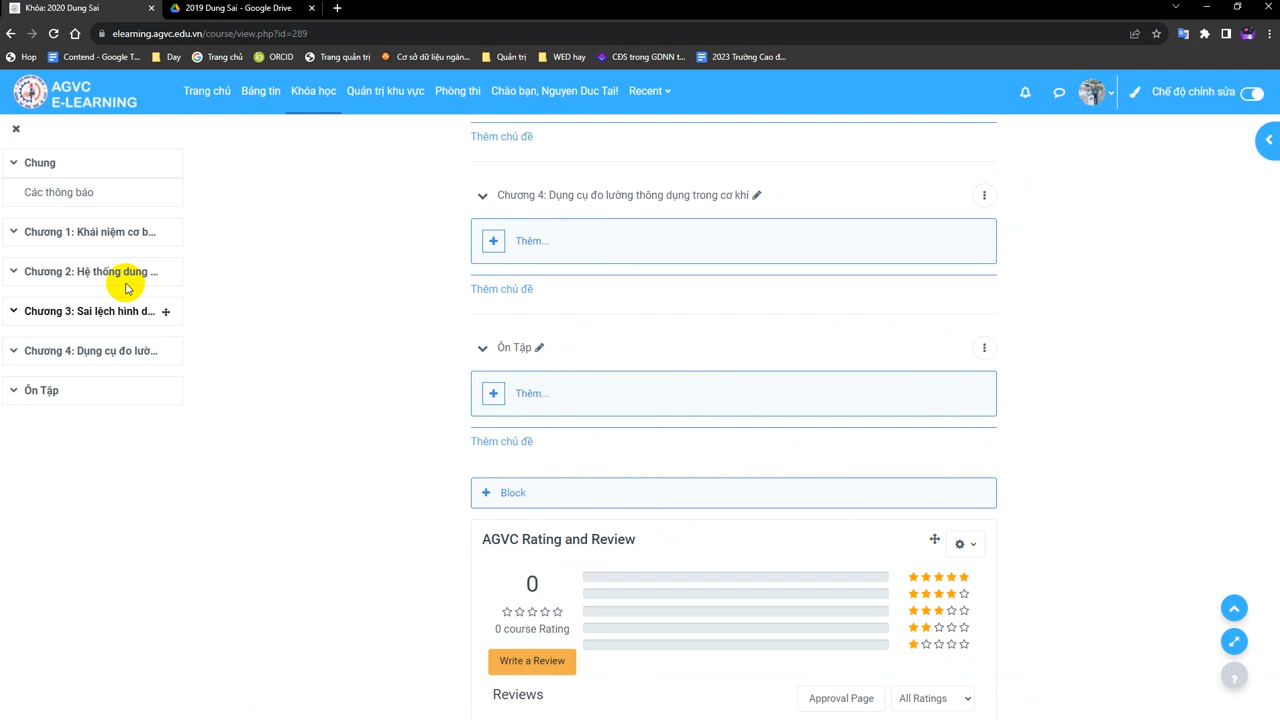 Khóa: 2020 Dung Sai
2019 Dung Sai - Google Drive
elearning.agvc.edu.vn/course/view.php?id=289
Hop
Contend - Google T...
Day
Trang chủ
ORCID
Trang quản trị
Cơ sở dữ liệu ngàn...
Quản trị
WED hay
CĐS trong GDNN t...
2023 Trường Cao đ...
AGVC
E-LEARNING
Trang chủ
Bảng tin
Khóa học
Quản trị khu vực
Phòng thi
Chào bạn, Nguyen Duc Tai!
Recent
Chế độ chỉnh sửa
Chung
Các thông báo
Chương 1: Khái niệm cơ b...
Chương 2: Hệ thống dung ...
Chương 3: Sai lệch hình d...
Chương 4: Dụng cụ đo lườ...
Ôn Tập
Thêm chủ đề
Chương 4: Dụng cụ đo lường thông dụng trong cơ khí
Thêm...
Thêm chủ đề
Ôn Tập
Thêm...
Thêm chủ đề
Block
AGVC Rating and Review
0
0 course Rating
Write a Review
Reviews
Approval Page
All Ratings